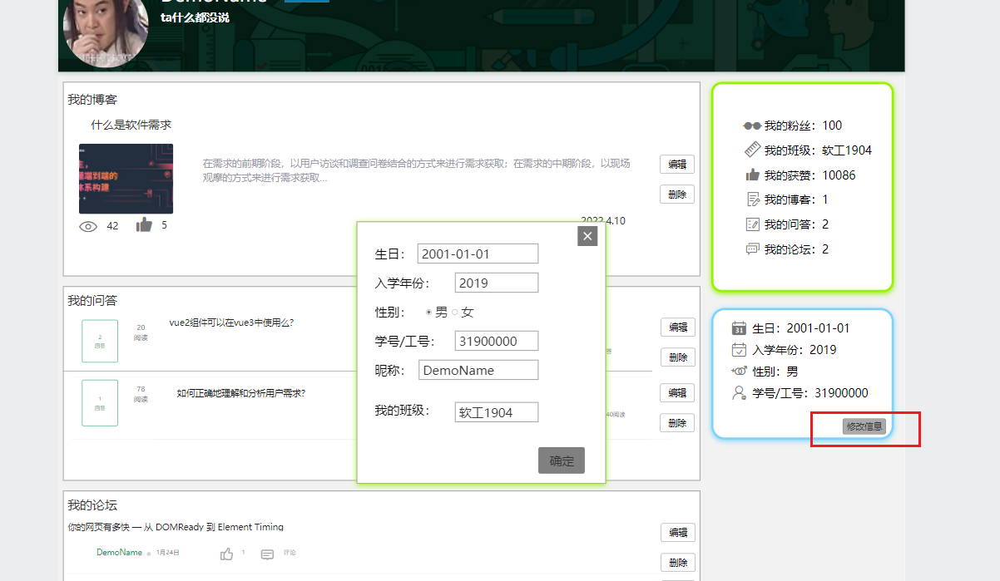 DemoName
ta什么都没说
我的博客
什么是软件需求
在需求的前期阶段，以用户访谈和调查问卷结合的方式来进行需求获取；在需求的中期阶段，以现场
观摩的方式来进行需求获取...
编辑
删除
42
5
2022.4.10
我的问答
2
回答
20
阅读
vue2组件可以在vue3中使用么？
答
编辑
删除
1
回答
78
阅读
如何正确地理解和分析用户需求？
40阅读
编辑
删除
我的论坛
你的网页有多快 — 从 DOMReady 到 Element Timing
DemoName
1月24日
1
评论
编辑
删除
生日：
2001-01-01
入学年份：
2019
性别：
男
女
学号/工号：
31900000
昵称：
DemoName
我的班级：
软工1904
确定
我的粉丝：100
我的班级：软工1904
我的获赞：10086
我的博客：1
我的问答：2
我的论坛：2
31
生日：2001-01-01
入学年份：2019
性别：男
学号/工号：31900000
修改信息